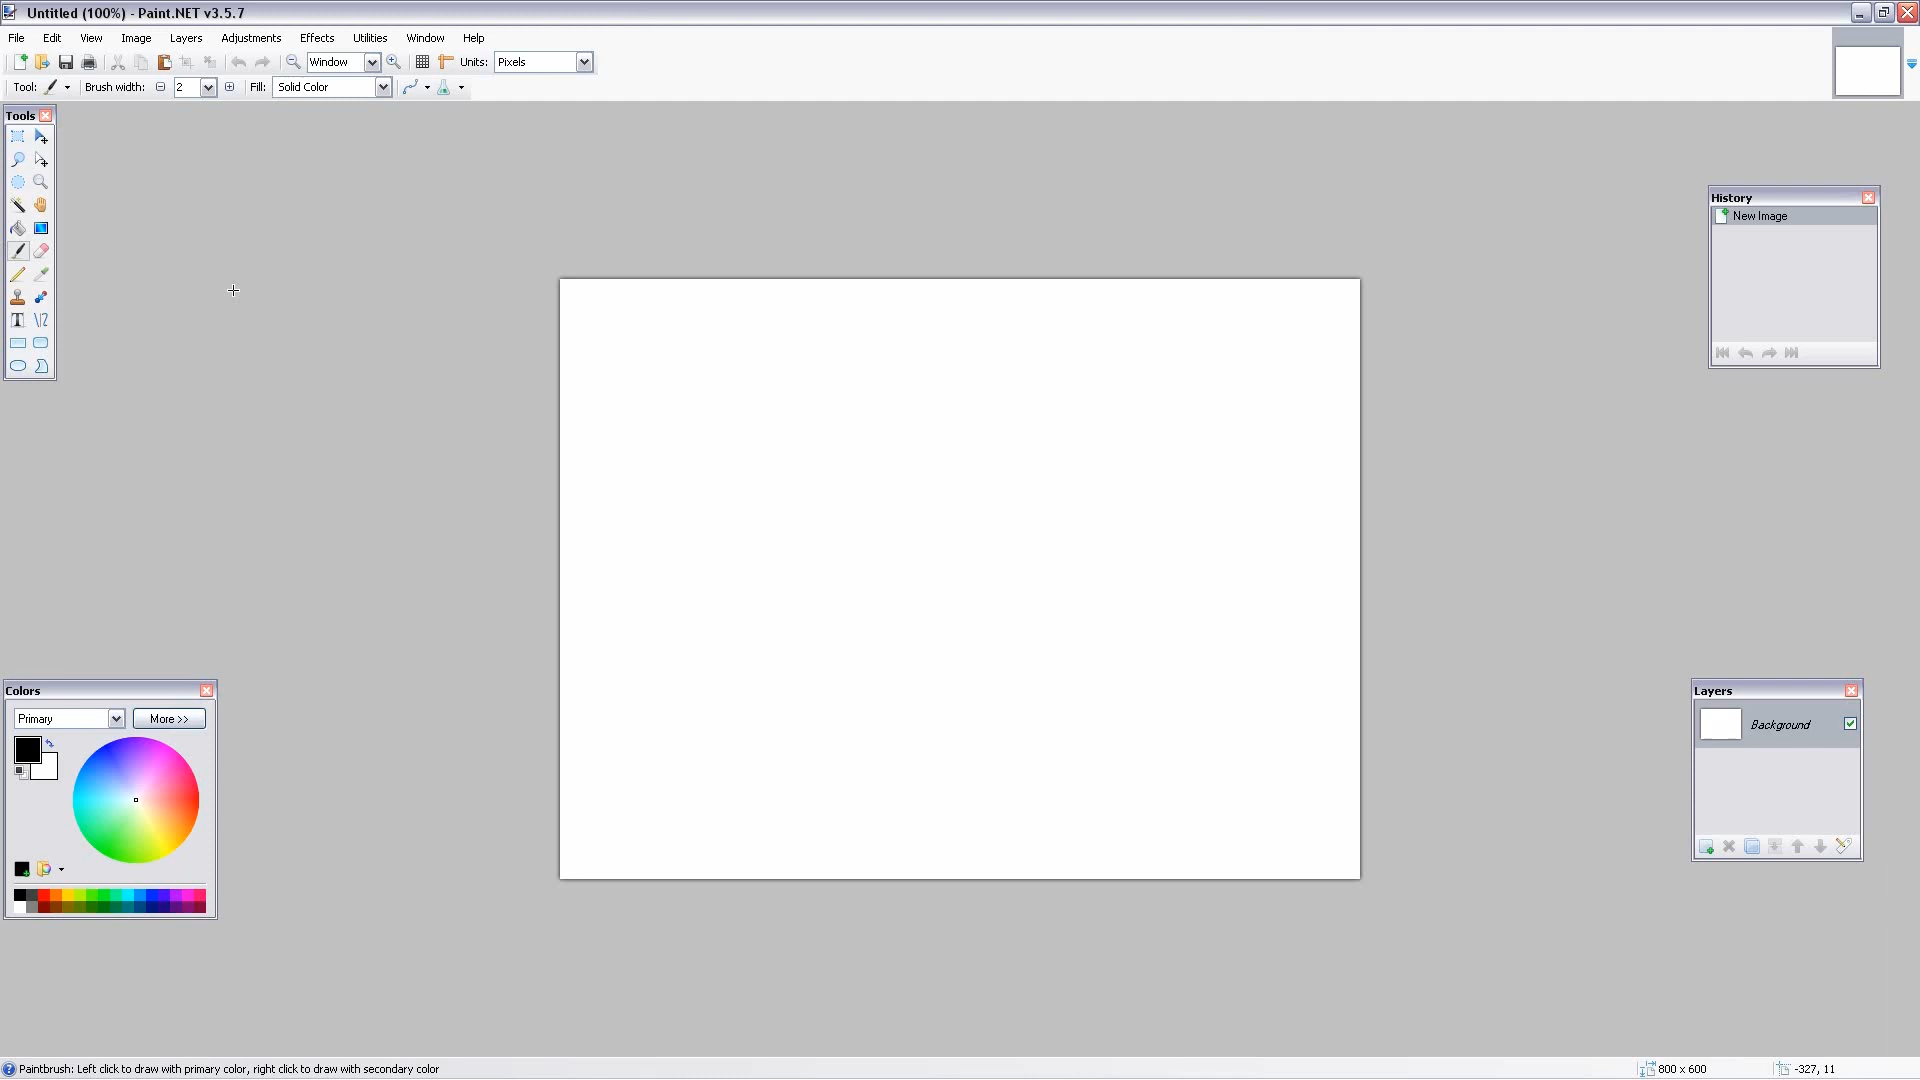 Untitled (100%) - Paint.NET v3.5.7
File Edit View Image Layers Adjustments Effects Utilities Window Help
Window Units: Pixels
Tool: Brush width: 2 Fill: Solid Color
Tools
History
New Image
Colors
Primary More >>
Layers
Background
Paintbrush: Left click to draw with primary color, right click to draw with secondary color
800 x 600
-327, 11